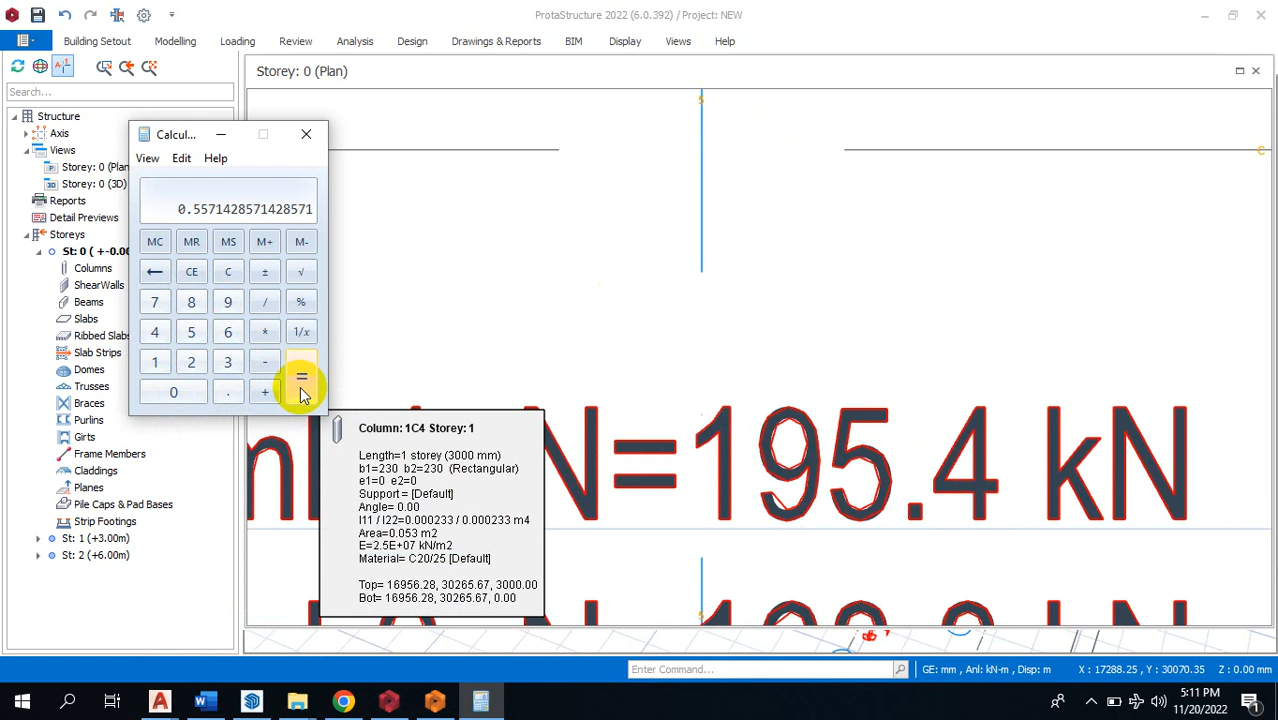 ProtaStructure 2022 (6.0.392) / Project: NEW
Building Setout Modelling Loading Review Analysis Design Drawings & Reports BIM Display Views Help
Storey: 0 (Plan)
Search...
Structure
Axis
Views
Storey: 0 (Plan
Storey: 0 (3D)
Reports
Detail Previews
Storeys
St: 0 ( +-0.00
Columns
ShearWalls
Beams
Slabs
Ribbed Slabs
Slab Strips
Domes
Trusses
Braces
Purlin
Girts
Frame Members
Claddings
Planes
Pile Caps & Pad Bases
Strip Footings
St: 1 (+3.00m)
St: 2 (+6.00m)
Calcul...
View Edit Help
0.5571428571428571
MC MR MS M+ M-
← CE C ± √
7 8 9 / %
4 5 6 * 1/x
1 2 3 - =
0 . +
5
C
N=195.4 kN
kN
5
Column: 1C4 Storey: 1
Length=1 storey (3000 mm)
b1=230 b2=230 (Rectangular)
e1=0 e2=0
Support = [Default]
Angle= 0.00
I11 / I22=0.000233 / 0.000233 m4
Area=0.053 m2
E=2.5E+07 kN/m2
Material= C20/25 [Default]
Top= 16956.28, 30265.67, 3000.00
Bot= 16956.28, 30265.67, 0.00
Enter Command...
GE: mm , Anl: kN-m , Disp: m
X : 17288.25 , Y : 30070.35
Z : 0.00 mm
5:11 PM
11/20/2022
1